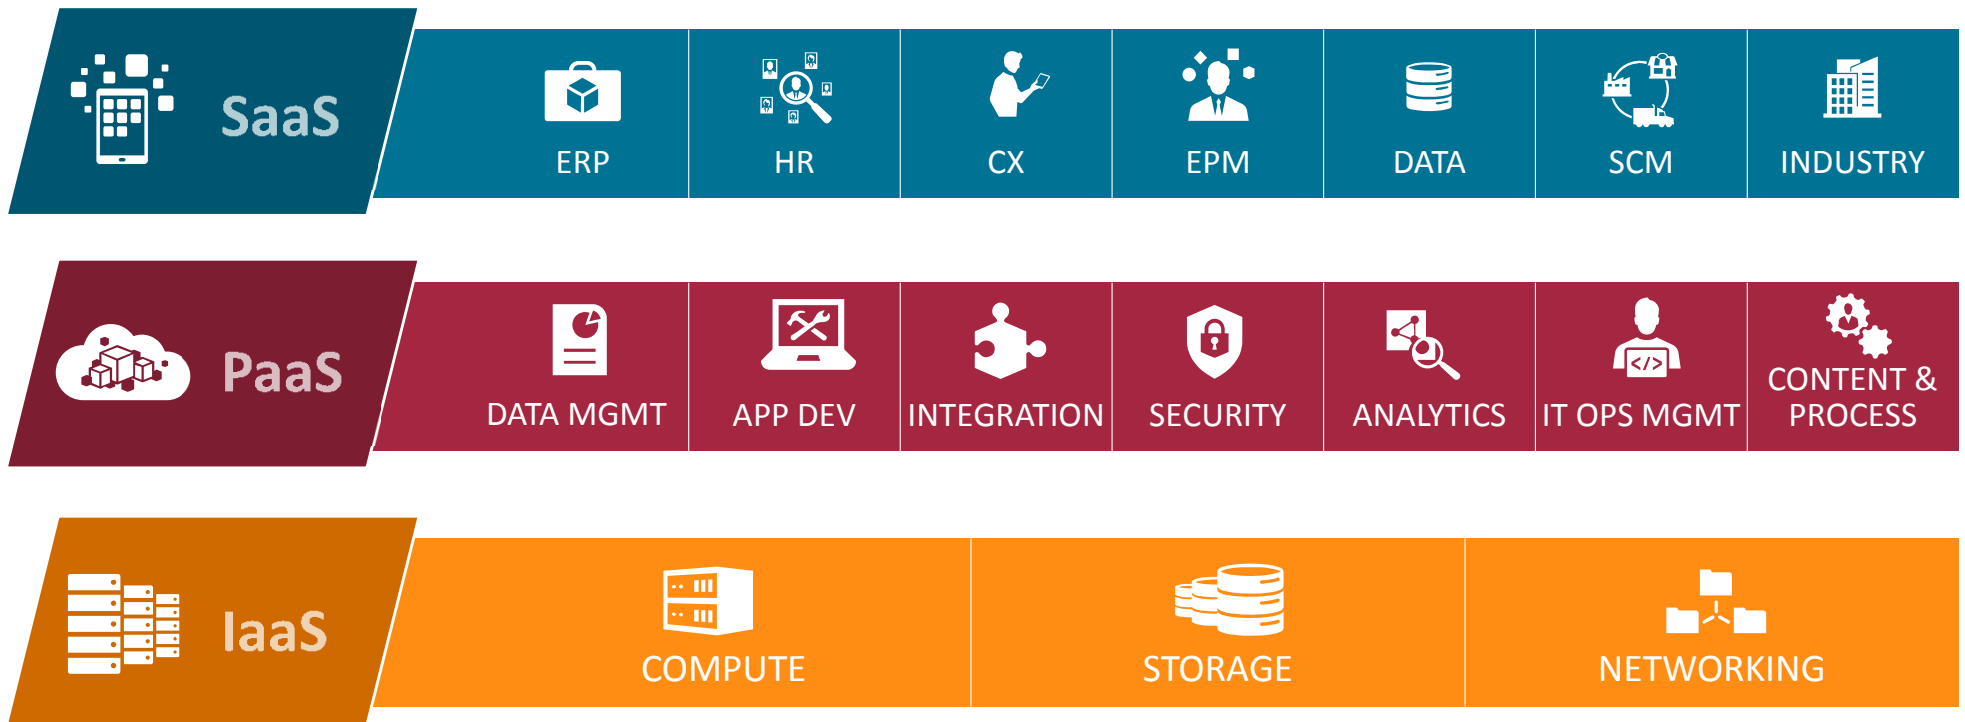 SaaS
ERP
HR
CX
EPM
DATA
SCM
INDUSTRY
PaaS
DATA MGMT
APP DEV
INTEGRATION
SECURITY
ANALYTICS
</>
IT OPS MGMT
CONTENT &
PROCESS
IaaS
COMPUTE
STORAGE
NETWORKING